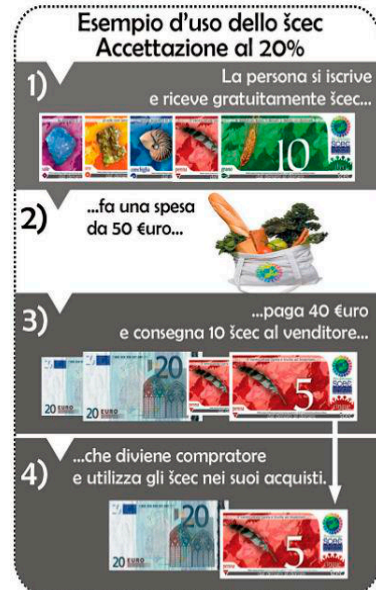 Esempio d'uso dello šcec
Accettazione al 20%
1)
La persona si iscrive
e riceve gratuitamente šcec...
10
2)
...fa una spesa
da 50 €uro...
3)
...paga 40 €uro
e consegna 10 šcec al venditore...
20
20 EURO
5
4)
...che diviene compratore
e utilizza gli šcec nei suoi acquisti.
20
20 EURO
5